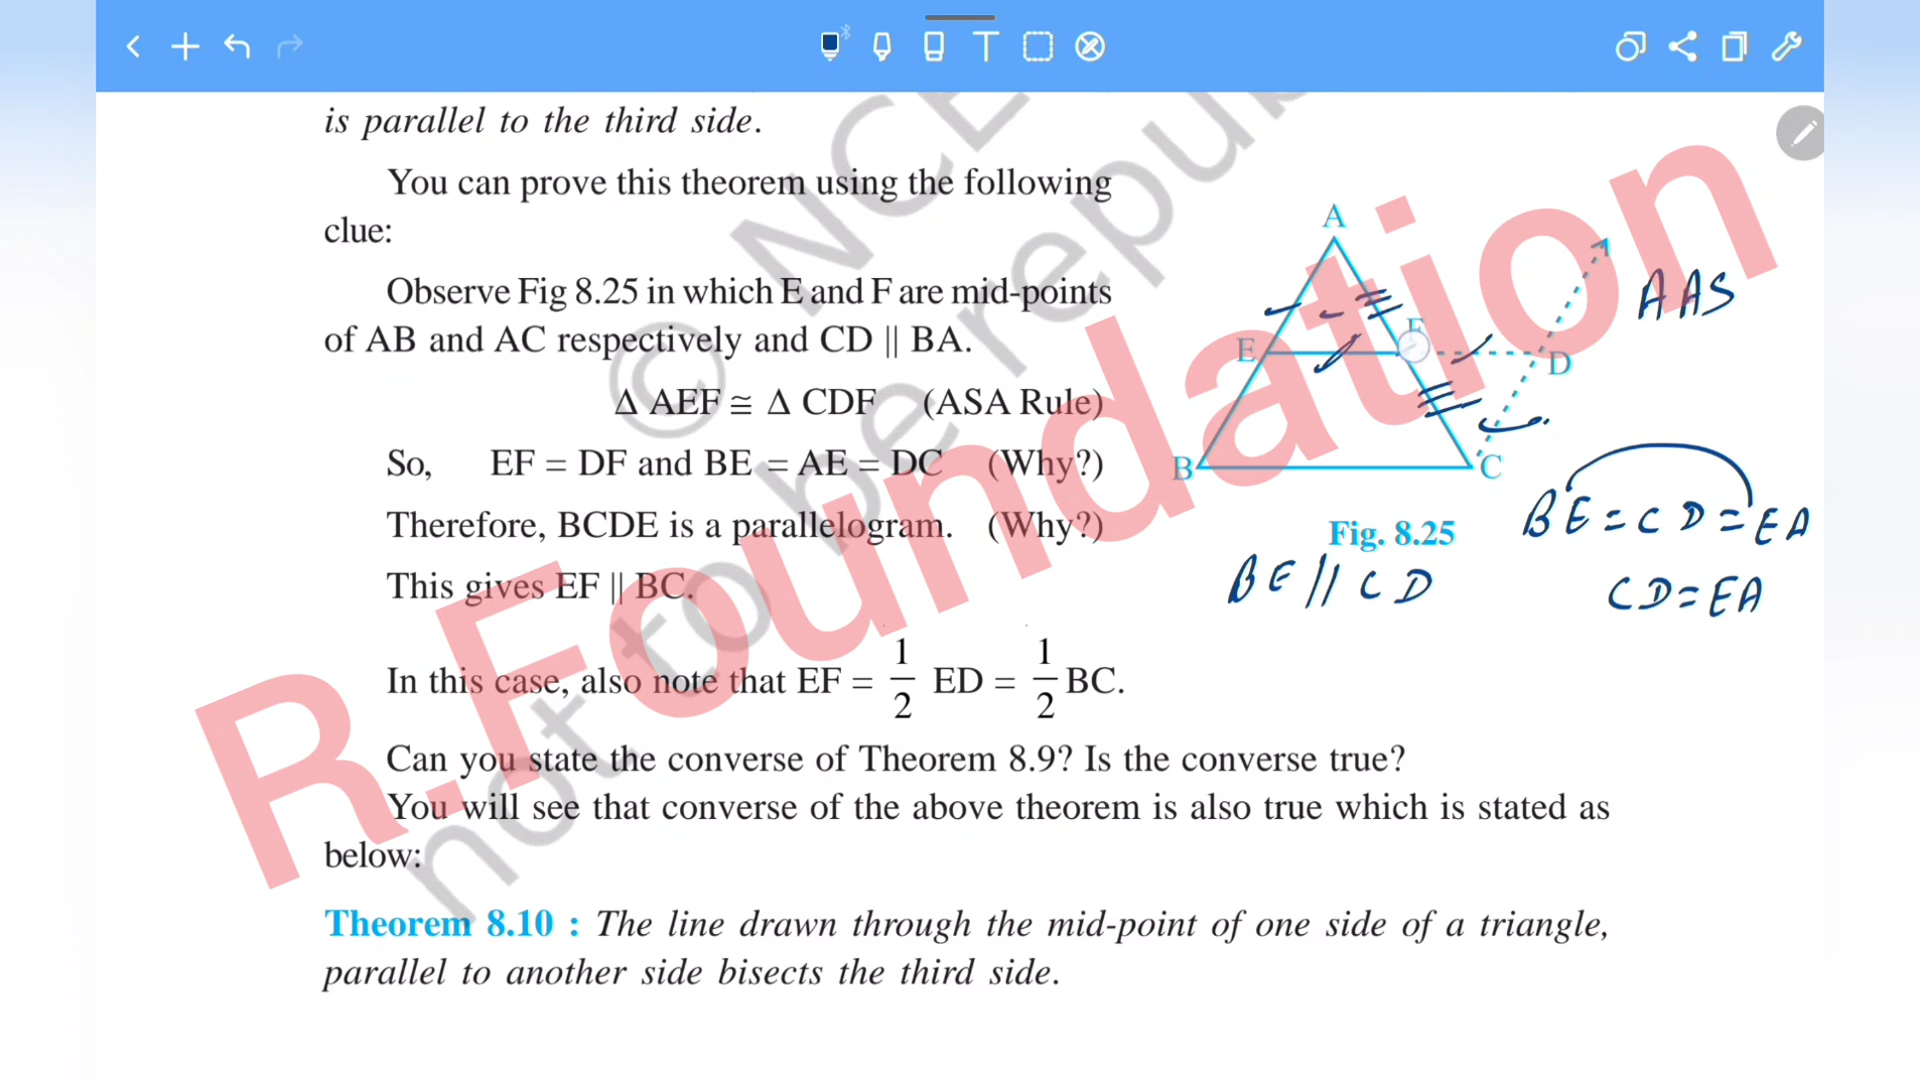 is parallel to the third side.
You can prove this theorem using the following
clue:
Observe Fig 8.25 in which E and F are mid-points
of AB and AC respectively and CD || BA.
Δ AEF ≅ Δ CDF (ASA Rule)
So, EF = DF and BE = AE = DC (Why?)
Therefore, BCDE is a parallelogram. (Why?)
This gives EF || BC.
In this case, also note that EF = 1/2 ED = 1/2 BC.
Can you state the converse of Theorem 8.9? Is the converse true?
You will see that converse of the above theorem is also true which is stated as
below:
Theorem 8.10 : The line drawn through the mid-point of one side of a triangle,
parallel to another side bisects the third side.
A
E F D
B C
Fig. 8.25
AAS
BE = CD = EA
BE // CD
CD = EA
R.Foundation
© NCE
not to be republ
T